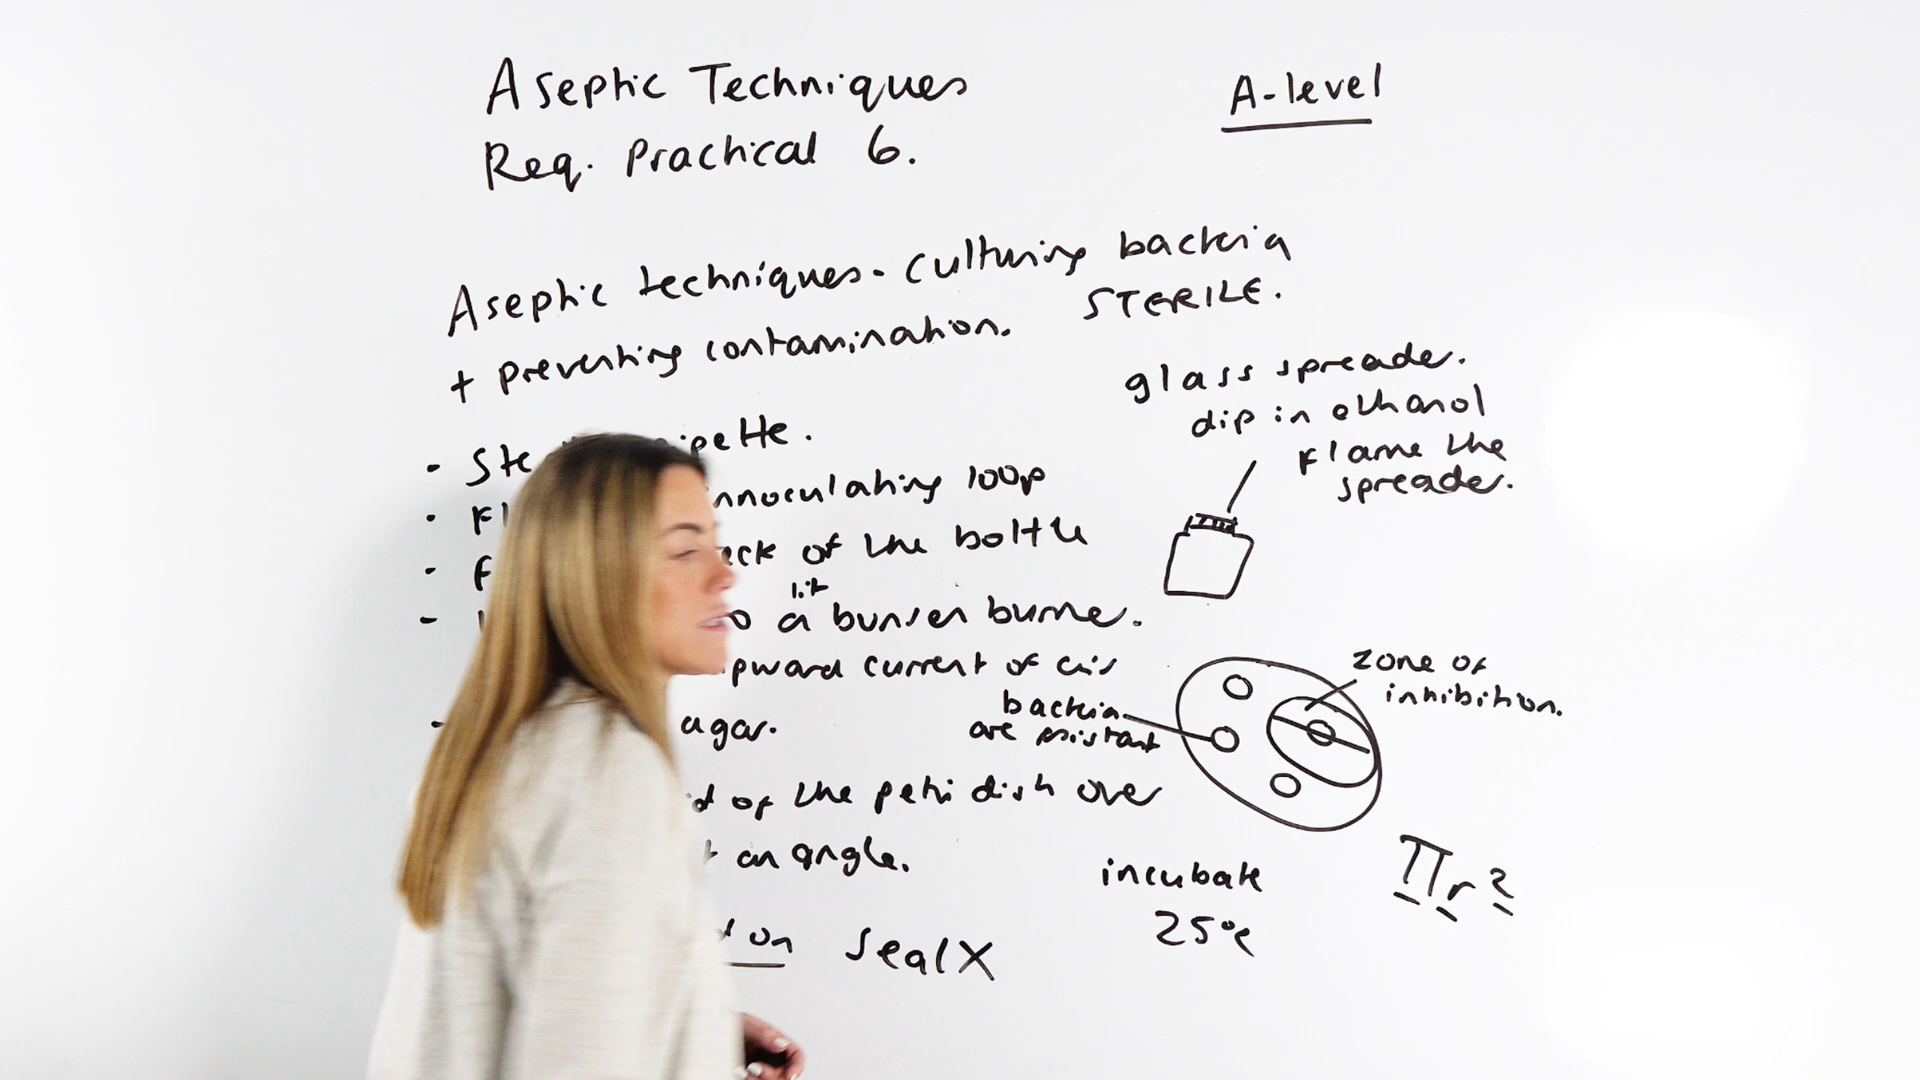 Aseptic Techniques
Req. Practical 6.
A-level
Aseptic techniques - culturing bacteria
STERILE.
+ preventing contamination.
glass spreader.
dip in ethanol
Flame the
spreader.
• Ste pipette.
• Fl innoculating loop
• F eck of the bottle
lit
- a bunsen burner.
upward current of air
- agar.
of the petri dish over
an angle.
on seal X
bacteria
are resistant
zone of
inhibition.
incubate
25°c
πr²